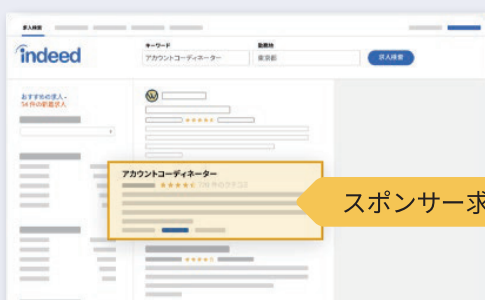 求人検索
indeed
キーワード
アカウントコーディネーター
勤務地
東京都
求人検索
おすすめの求人 -
54 件の新着求人
アカウントコーディネーター
スポンサー求